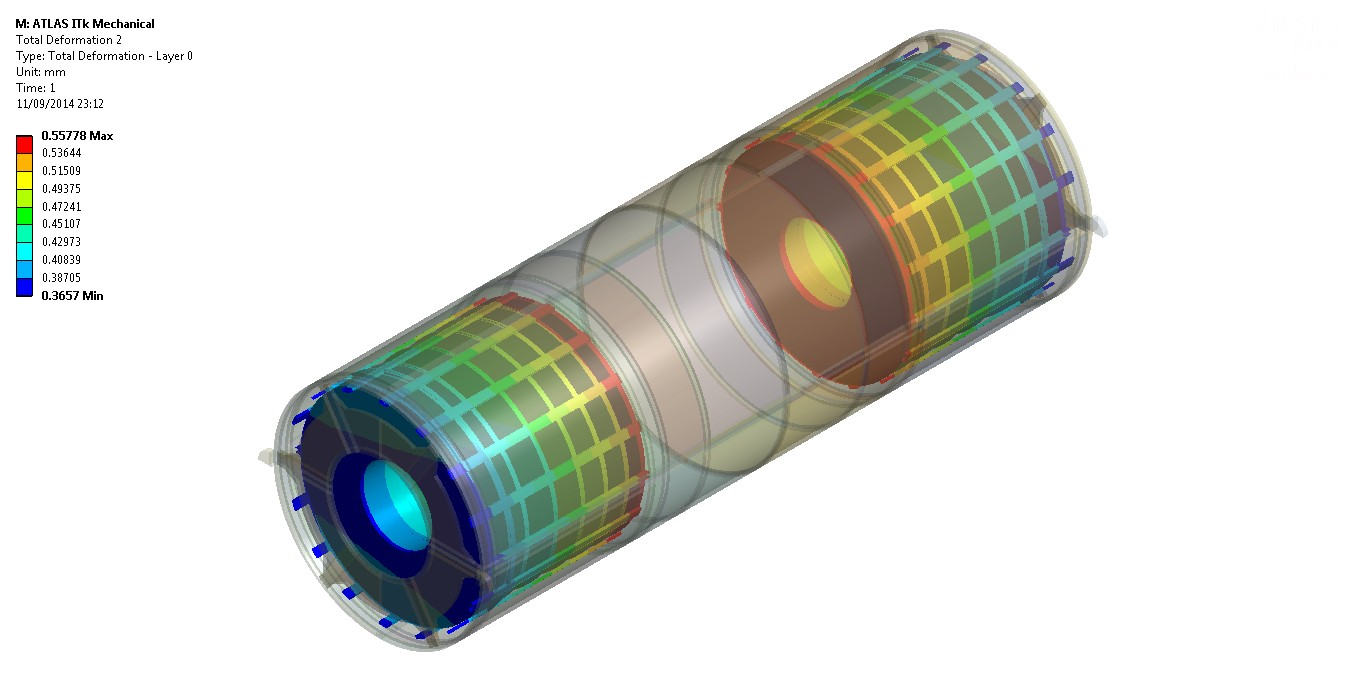 M: ATLAS ITk Mechanical
Total Deformation 2
Type: Total Deformation - Layer 0
Unit: mm
Time: 1
11/09/2014 23:12
0.55778 Max
0.53644
0.51509
0.49375
0.47241
0.45107
0.42973
0.40839
0.38705
0.3657 Min